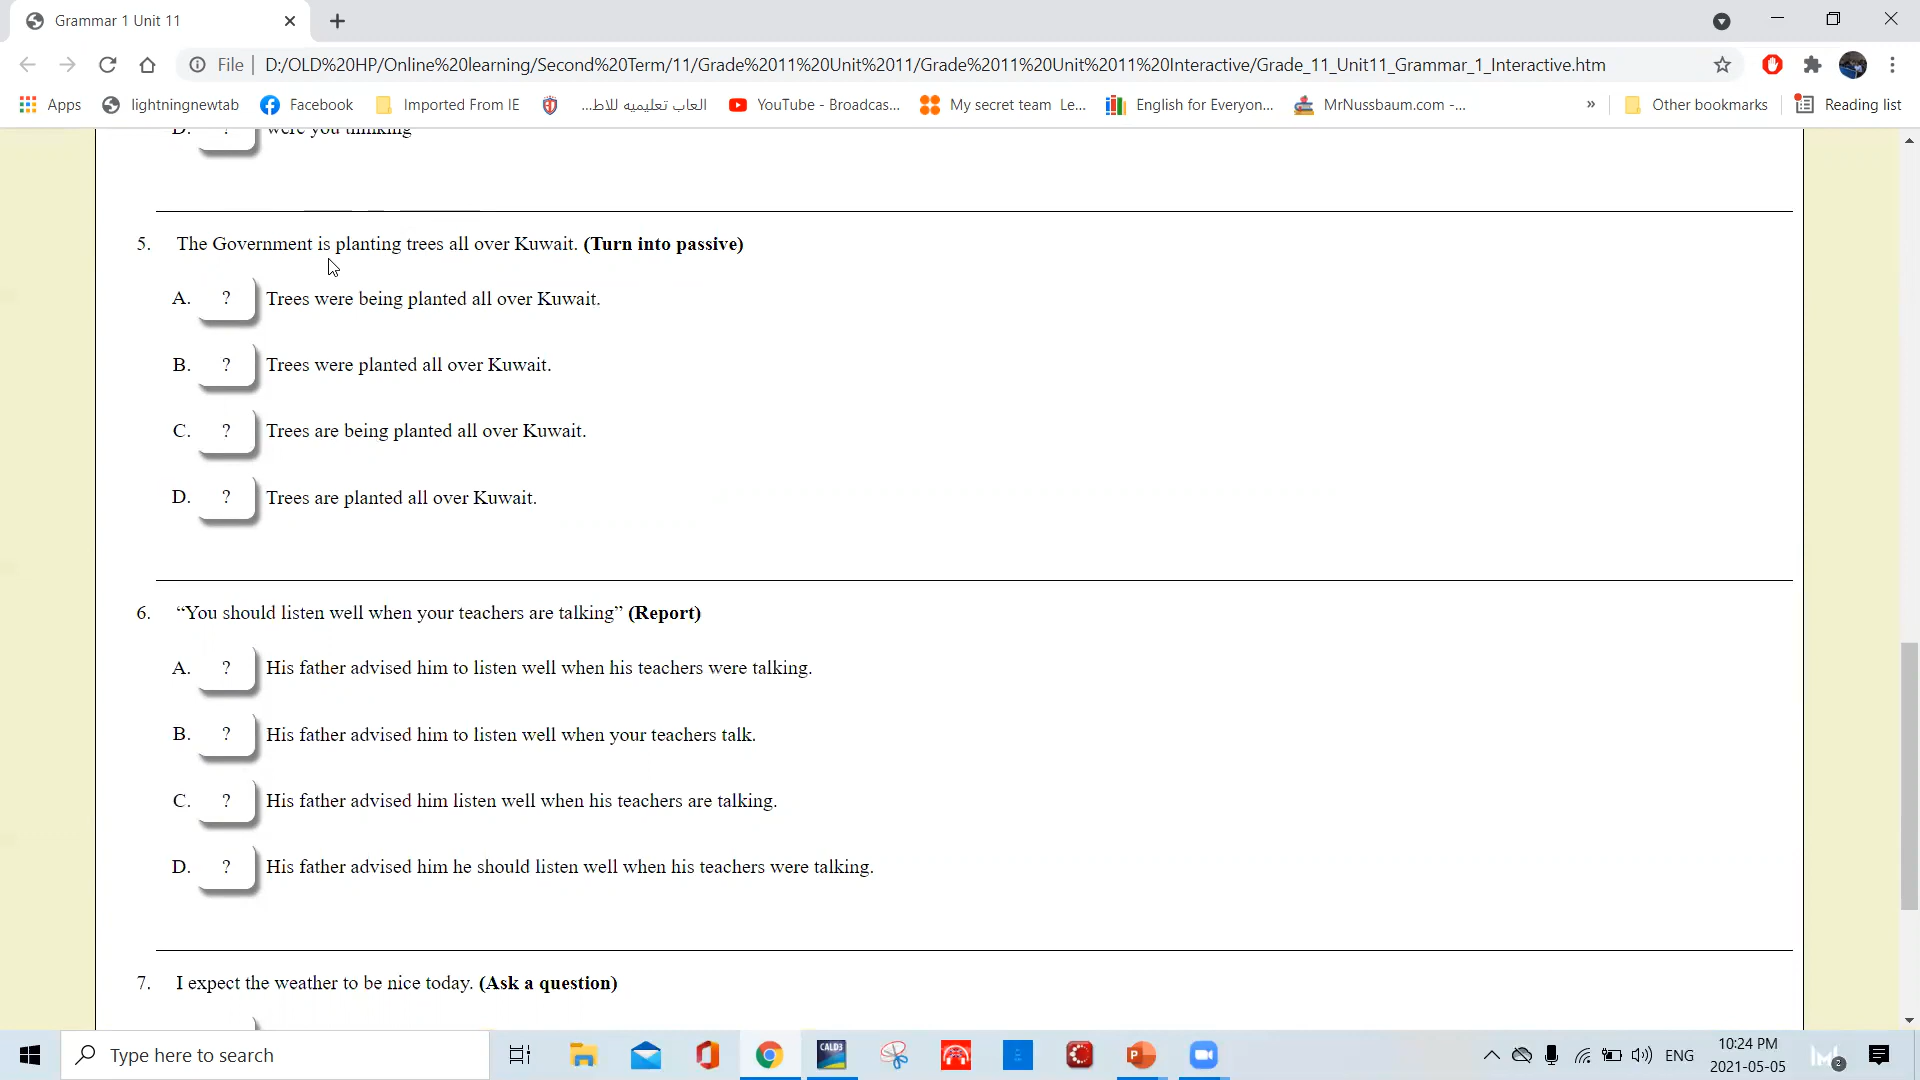 Grammar 1 Unit 11
File | D:/OLD%20HP/Online%20learning/Second%20Term/11/Grade%2011%20Unit%2011/Grade%2011%20Unit%2011%20Interactive/Grade_11_Unit11_Grammar_1_Interactive.htm
Apps lightningnewtab Facebook Imported From IE العاب تعليميه للاط... YouTube - Broadcas... My secret team Le... English for Everyon... MrNussbaum.com -... » Other bookmarks Reading list
D. ? were you thinking
5. The Government is planting trees all over Kuwait. (Turn into passive)
A. ? Trees were being planted all over Kuwait.
B. ? Trees were planted all over Kuwait.
C. ? Trees are being planted all over Kuwait.
D. ? Trees are planted all over Kuwait.
6. “You should listen well when your teachers are talking” (Report)
A. ? His father advised him to listen well when his teachers were talking.
B. ? His father advised him to listen well when your teachers talk.
C. ? His father advised him listen well when his teachers are talking.
D. ? His father advised him he should listen well when his teachers were talking.
7. I expect the weather to be nice today. (Ask a question)
Type here to search
CALD3
ENG
10:24 PM
2021-05-05
2